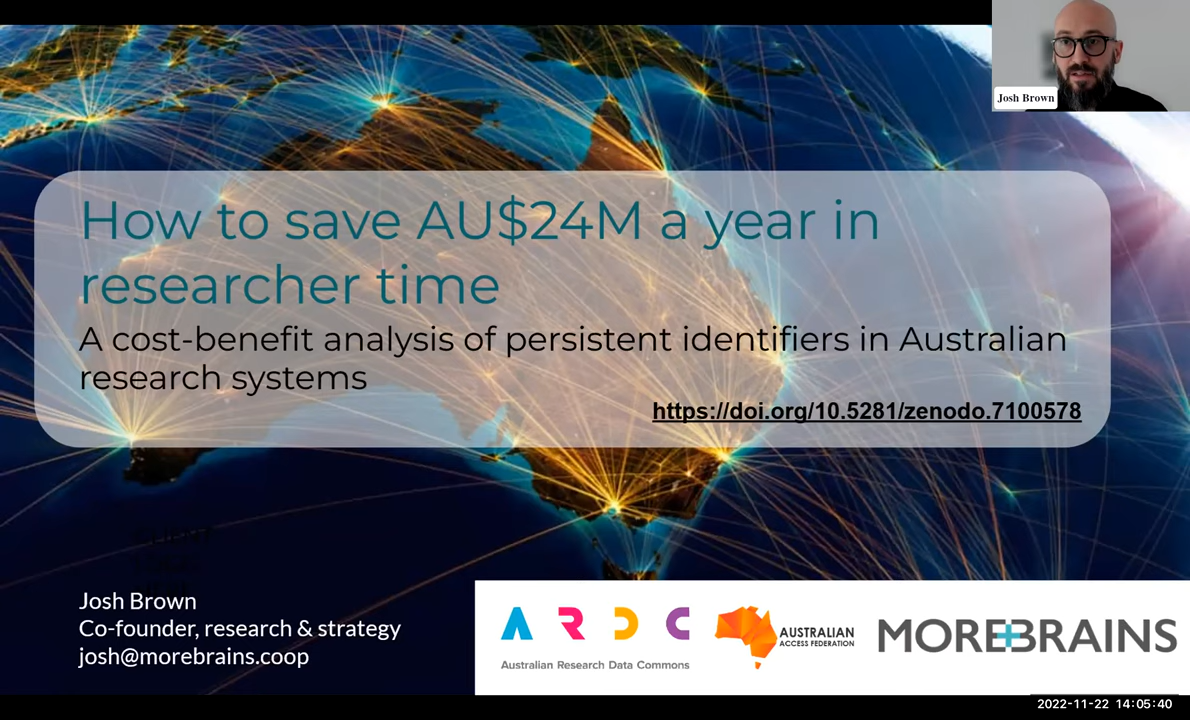 Josh Brown
How to save AU$24M a year in
researcher time
A cost-benefit analysis of persistent identifiers in Australian
research systems
https://doi.org/10.5281/zenodo.7100578
Josh Brown
Co-founder, research & strategy
josh@morebrains.coop
ARDC
Australian Research Data Commons
AUSTRALIAN
ACCESS FEDERATION
MOREBRAINS
2022-11-22 14:05:40